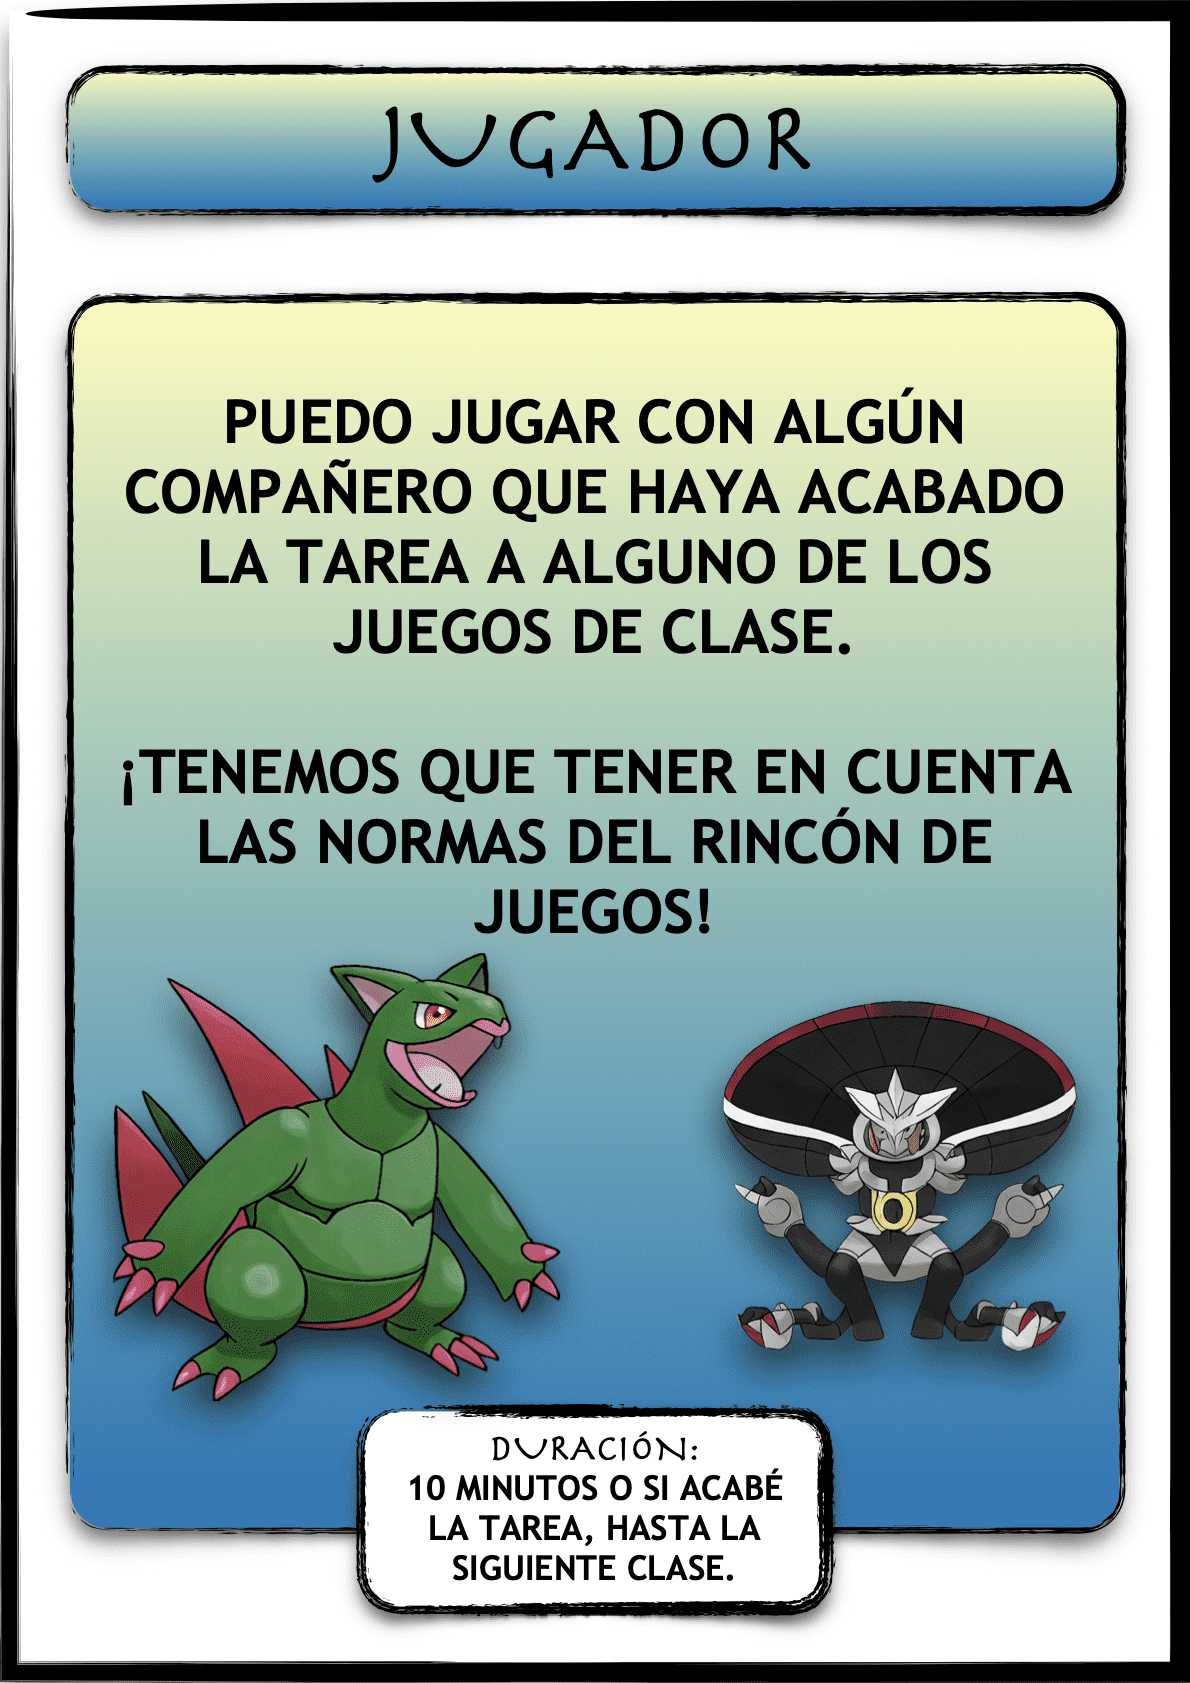 JUGADOR
PUEDO JUGAR CON ALGÚN
COMPAÑERO QUE HAYA ACABADO
LA TAREA A ALGUNO DE LOS
JUEGOS DE CLASE.
¡TENEMOS QUE TENER EN CUENTA
LAS NORMAS DEL RINCÓN DE
JUEGOS!
DURACIÓN:
10 MINUTOS O SI ACABÉ
LA TAREA, HASTA LA
SIGUIENTE CLASE.